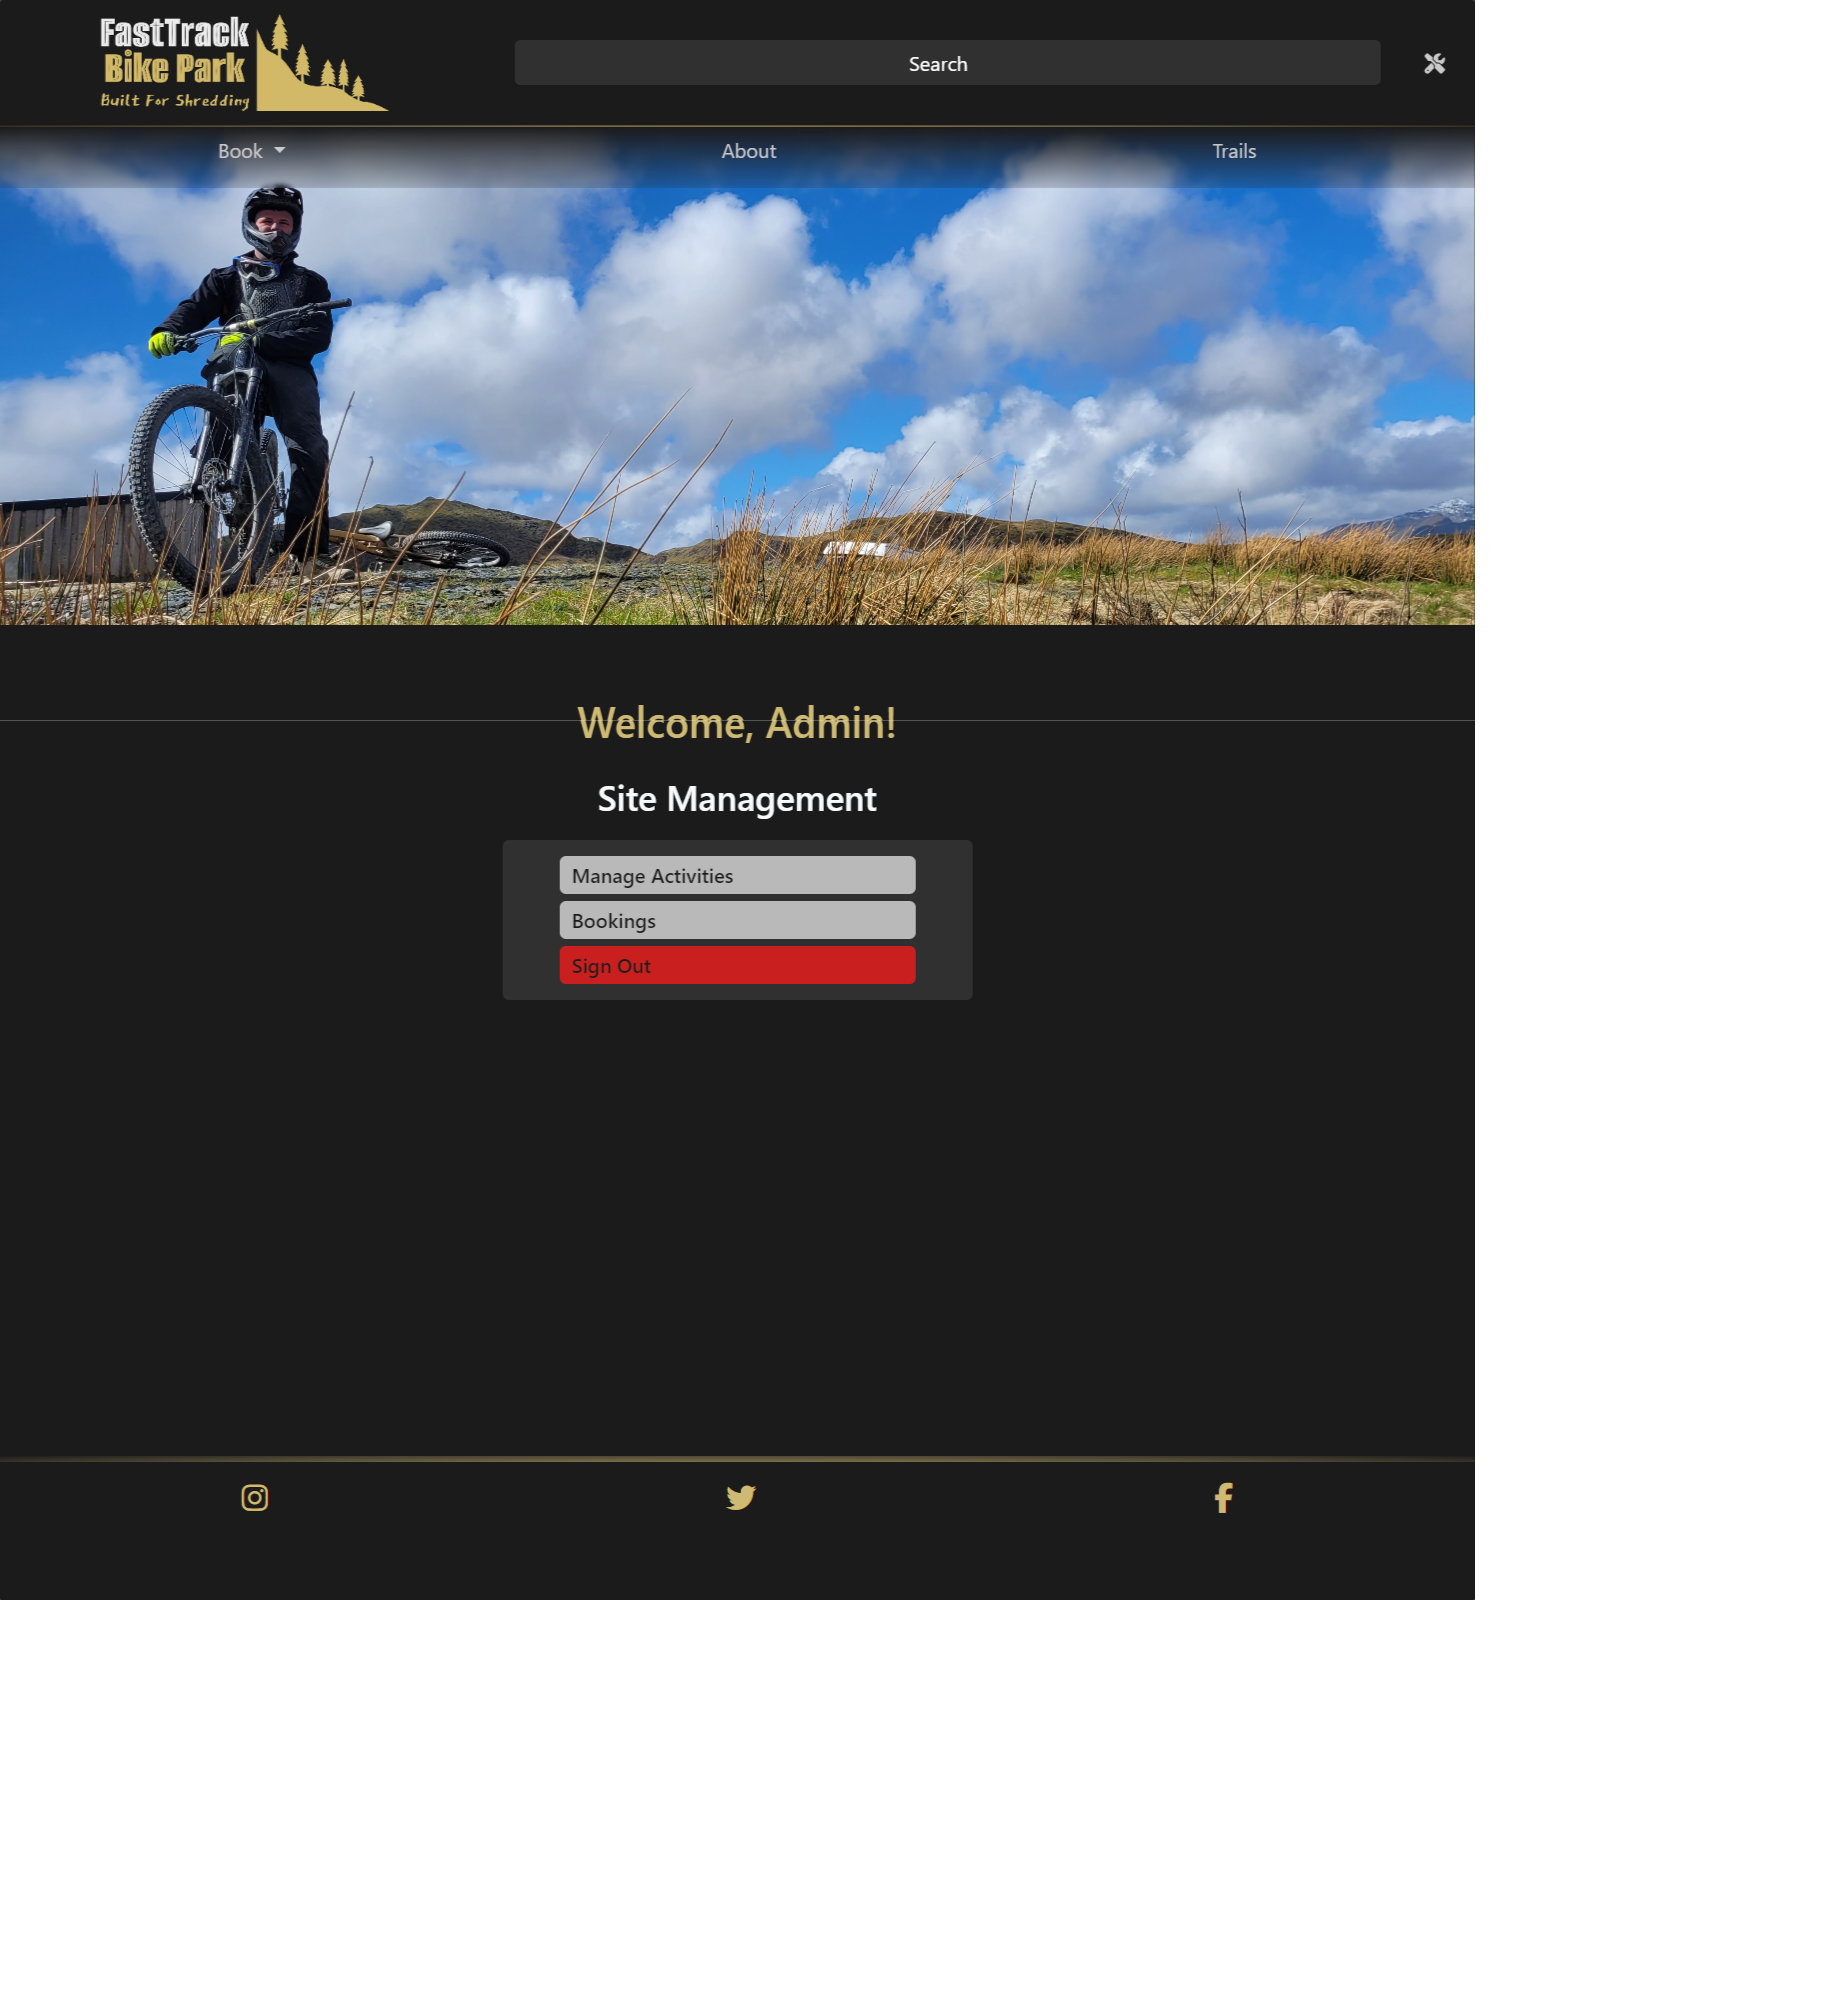 FastTrack
Bike Park
Built For Shredding
Search
Book
About
Trails
Welcome, Admin!
Site Management
Manage Activities
Bookings
Sign Out